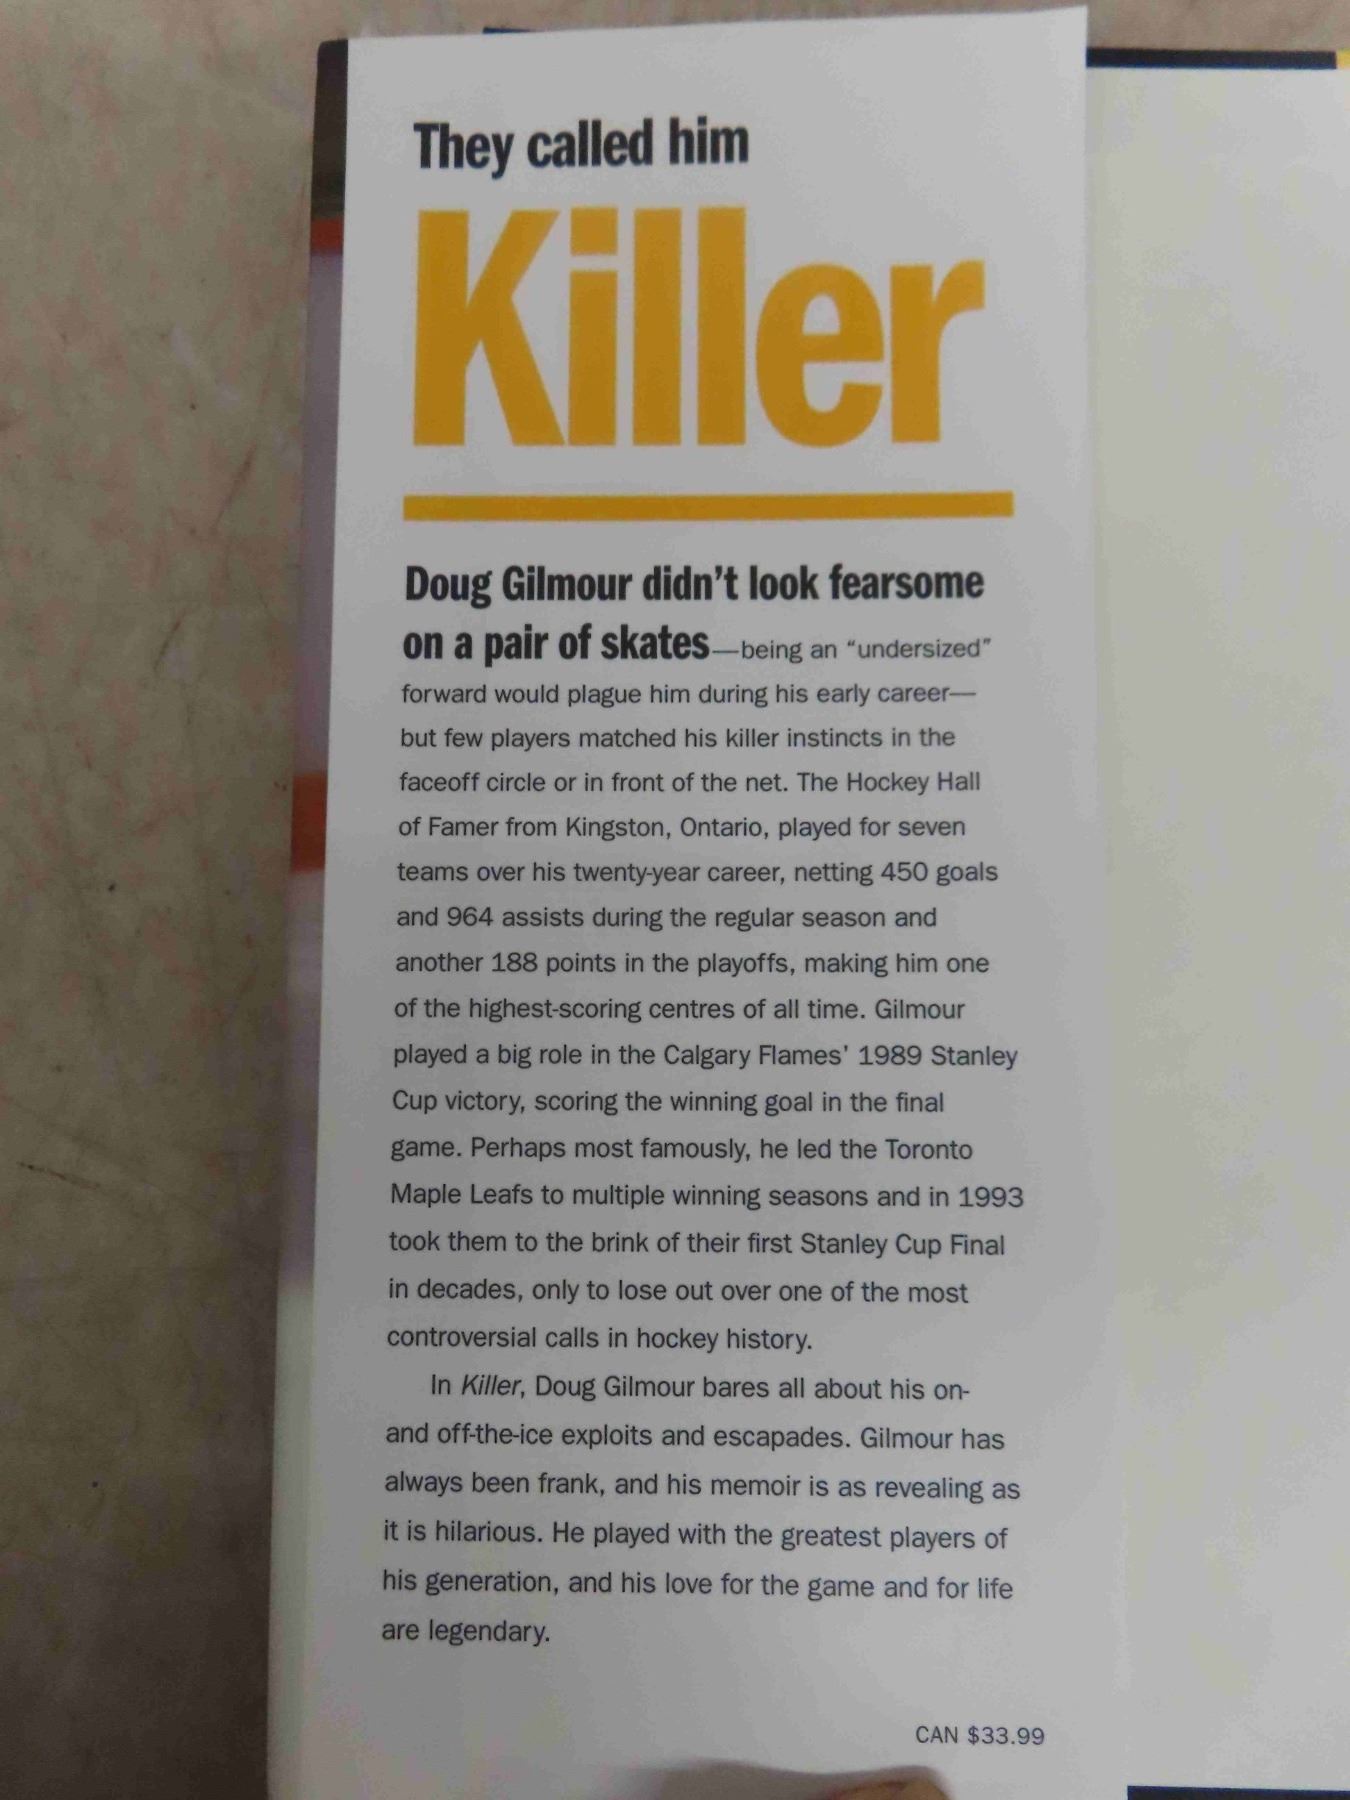 They called him
Killer
Doug Gilmour didn't look fearsome
on a pair of skates—being an “undersized”
forward would plague him during his early career—
but few players matched his killer instincts in the
faceoff circle or in front of the net. The Hockey Hall
of Famer from Kingston, Ontario, played for seven
teams over his twenty-year career, netting 450 goals
and 964 assists during the regular season and
another 188 points in the playoffs, making him one
of the highest-scoring centres of all time. Gilmour
played a big role in the Calgary Flames’ 1989 Stanley
Cup victory, scoring the winning goal in the final
game. Perhaps most famously, he led the Toronto
Maple Leafs to multiple winning seasons and in 1993
took them to the brink of their first Stanley Cup Final
in decades, only to lose out over one of the most
controversial calls in hockey history.
In Killer, Doug Gilmour bares all about his on-
and off-the-ice exploits and escapades. Gilmour has
always been frank, and his memoir is as revealing as
it is hilarious. He played with the greatest players of
his generation, and his love for the game and for life
are legendary.
CAN $33.99